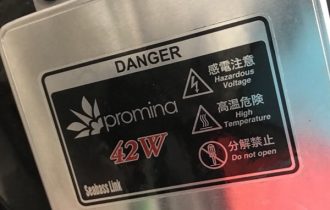 DANGER
promina
42W
Seabass Link
感電注意
Hazardous
Voltage
高温危険
High
Temperature
分解禁止
Do not open